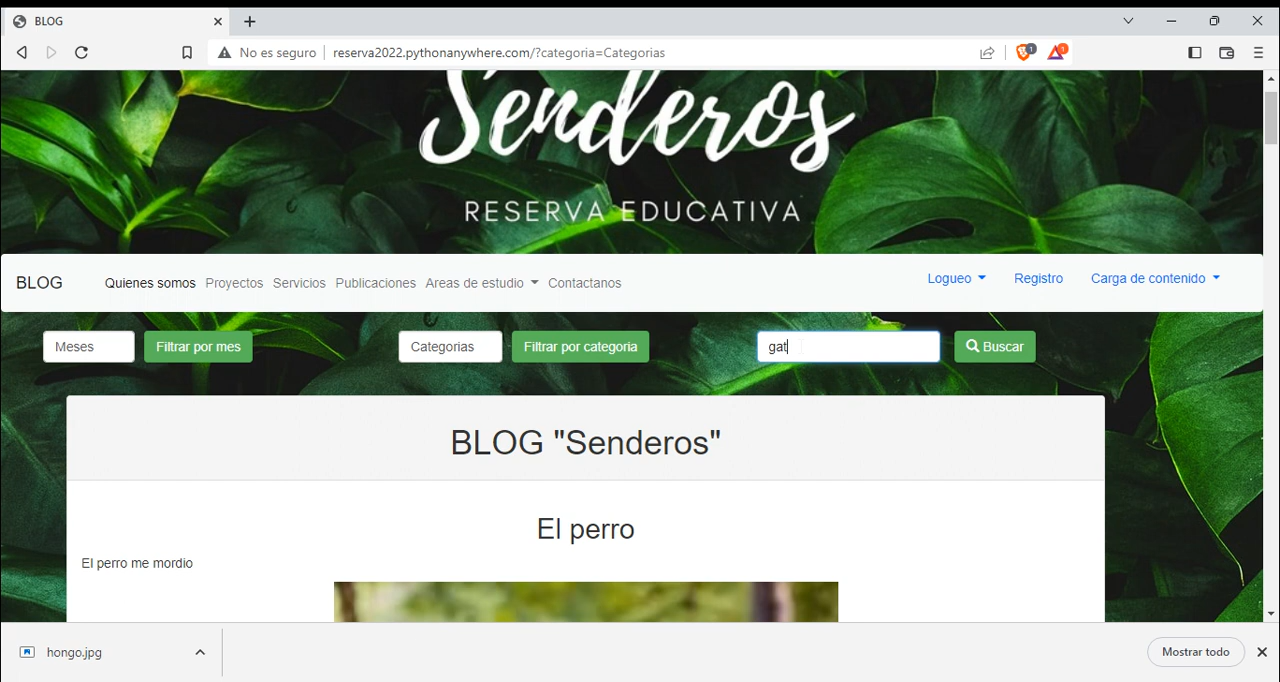 BLOG
No es seguro reserva2022.pythonanywhere.com/?categoria=Categorias 1 1
Senderos
RESERVA EDUCATIVA
BLOG Quienes somos Proyectos Servicios Publicaciones Areas de estudio Contactanos Logueo Registro Carga de contenido
Meses Filtrar por mes Categorias Filtrar por categoria gat Buscar
BLOG "Senderos"
El perro
El perro me mordio
hongo.jpg Mostrar todo